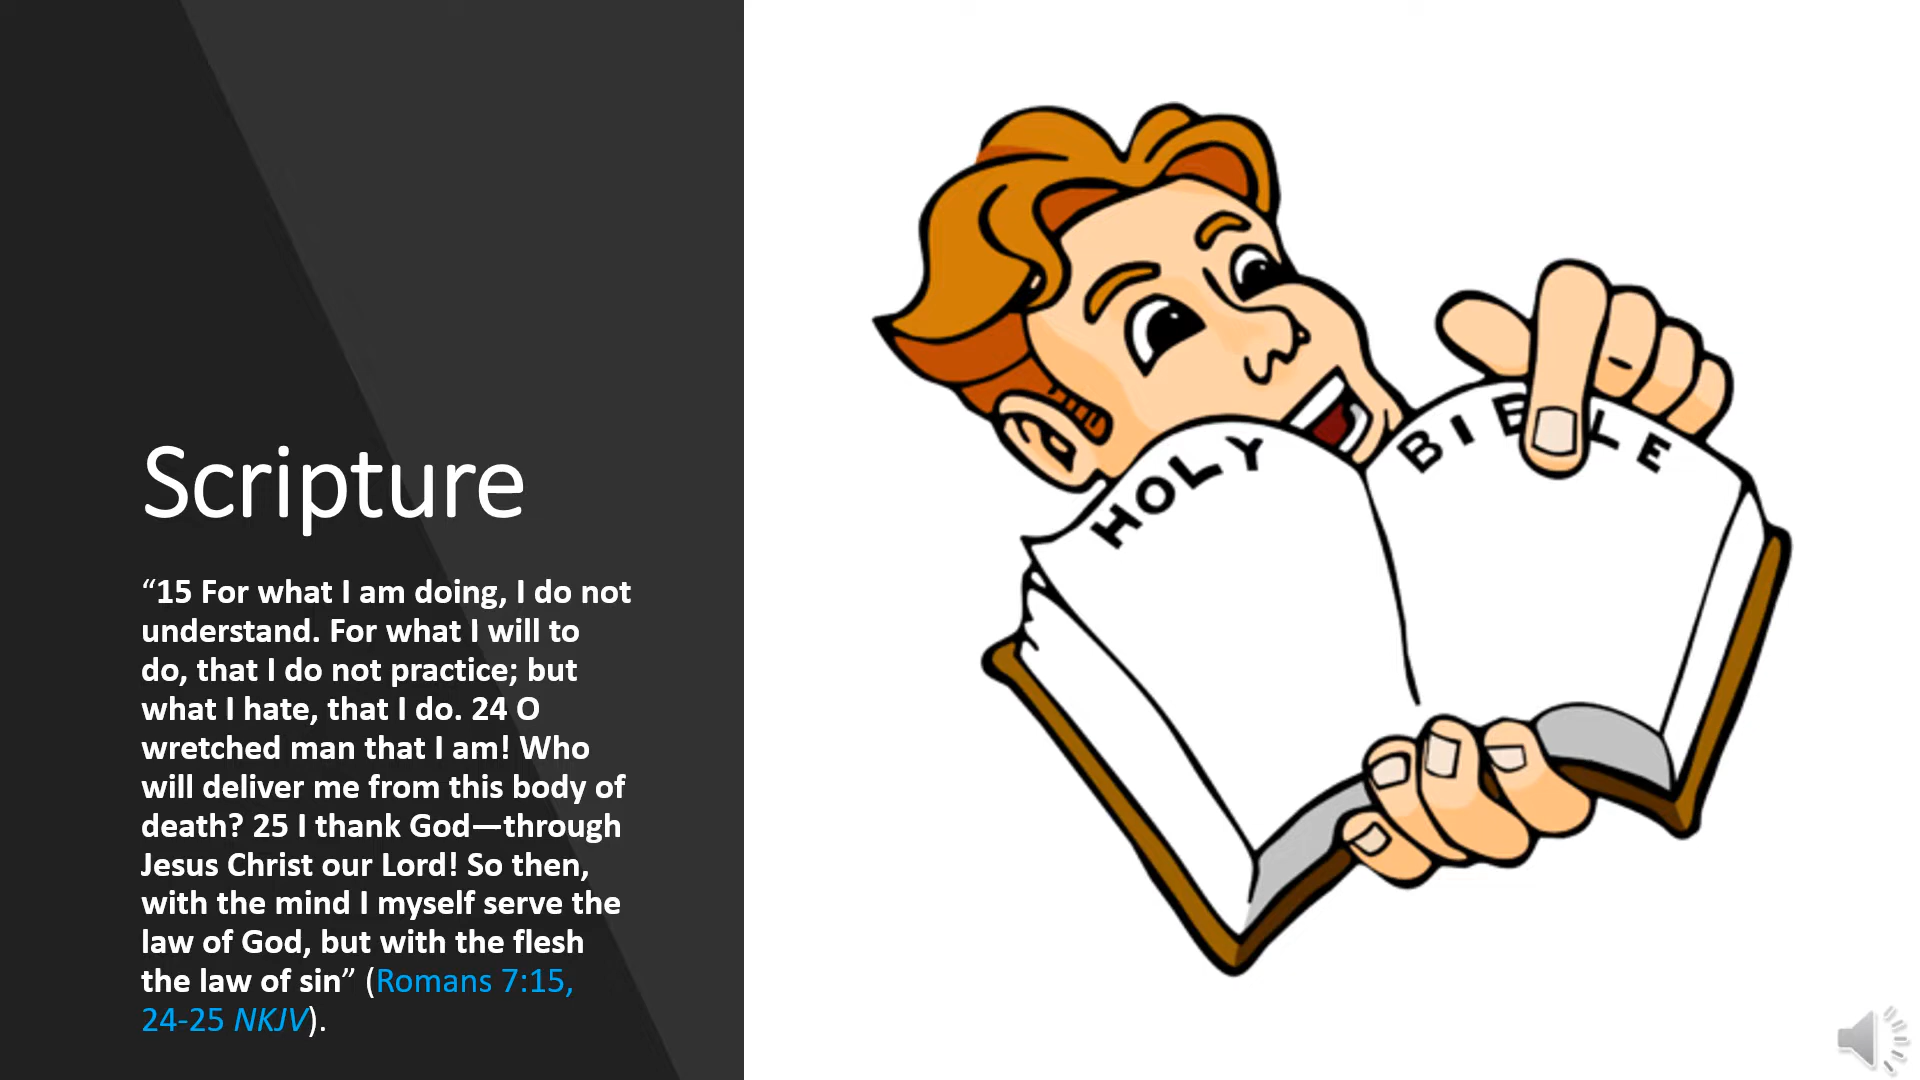 Scripture
“15 For what I am doing, I do not
understand. For what I will to
do, that I do not practice; but
what I hate, that I do. 24 O
wretched man that I am! Who
will deliver me from this body of
death? 25 I thank God—through
Jesus Christ our Lord! So then,
with the mind I myself serve the
law of God, but with the flesh
the law of sin” (Romans 7:15,
24-25 NKJV).
HOLY BIBLE